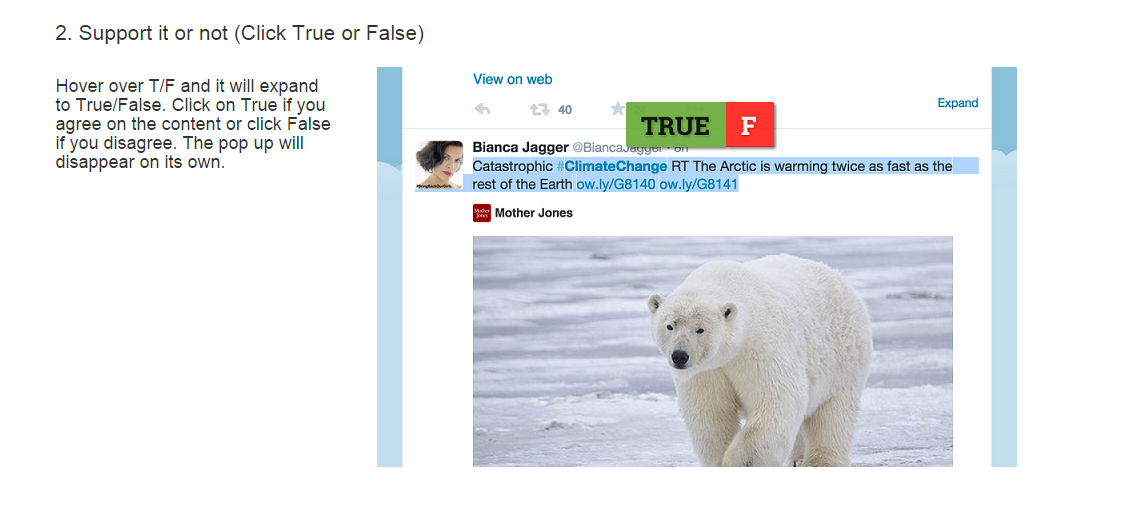 2. Support it or not (Click True or False)
Hover over T/F and it will expand
to True/False. Click on True if you
agree on the content or click False
if you disagree. The pop up will
disappear on its own.
View on web
40
Expand
TRUE F
Bianca Jagger @BiancaJagger · 8h
Catastrophic #ClimateChange RT The Arctic is warming twice as fast as the
rest of the Earth ow.ly/G8140 ow.ly/G8141
Mother Jones